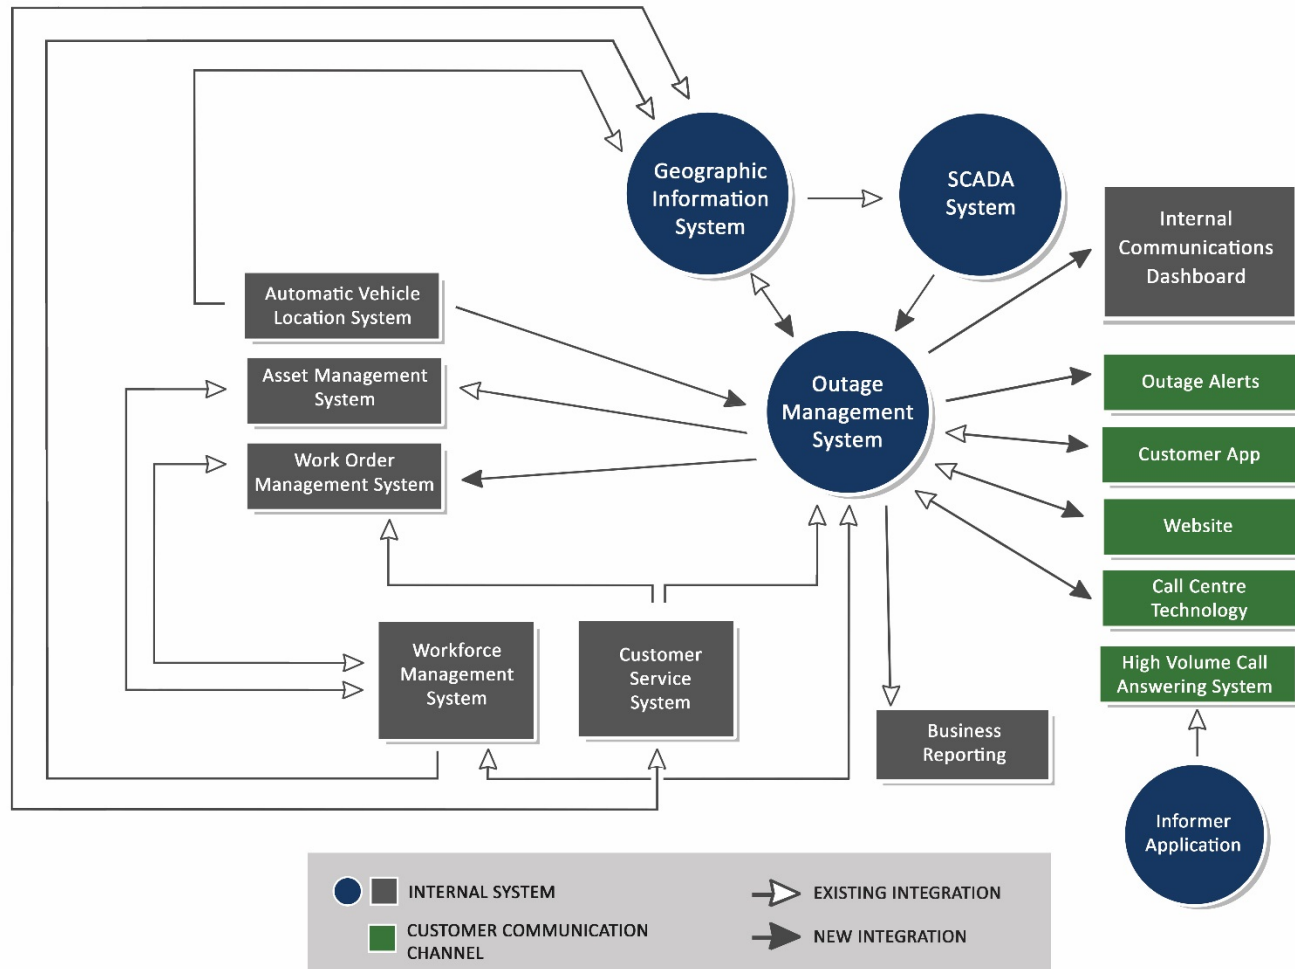 Geographic
Information
System
SCADA
System
Internal
Communications
Dashboard
Automatic Vehicle
Location System
Asset Management
System
Work Order
Management System
Outage
Management
System
Outage Alerts
Customer App
Website
Call Centre
Technology
High Volume Call
Answering System
Workforce
Management
System
Customer
Service
System
Business
Reporting
Informer
Application
INTERNAL SYSTEM
EXISTING INTEGRATION
CUSTOMER COMMUNICATION
CHANNEL
NEW INTEGRATION